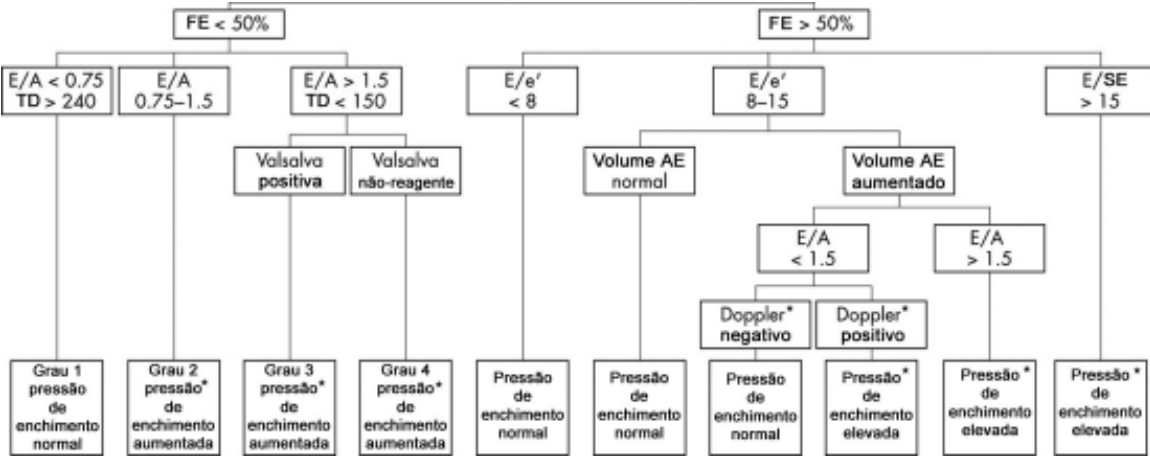 FE < 50%
FE > 50%
E/A < 0.75
TD > 240
E/A
0.75–1.5
E/A > 1.5
TD < 150
E/e′
< 8
E/e′
8–15
E/SE
> 15
Valsalva
positiva
Valsalva
não-reagente
Volume AE
normal
Volume AE
aumentado
E/A
< 1.5
E/A
> 1.5
Doppler*
negativo
Doppler*
positivo
Grau 1
pressão
de
enchimento
normal
Grau 2
pressão*
de
enchimento
aumentada
Grau 3
pressão*
de
enchimento
aumentada
Grau 4
pressão*
de
enchimento
aumentada
Pressão
de
enchimento
normal
Pressão
de
enchimento
normal
Pressão
de
enchimento
normal
Pressão*
de
enchimento
elevada
Pressão *
de
enchimento
elevada
Pressão *
de
enchimento
elevada